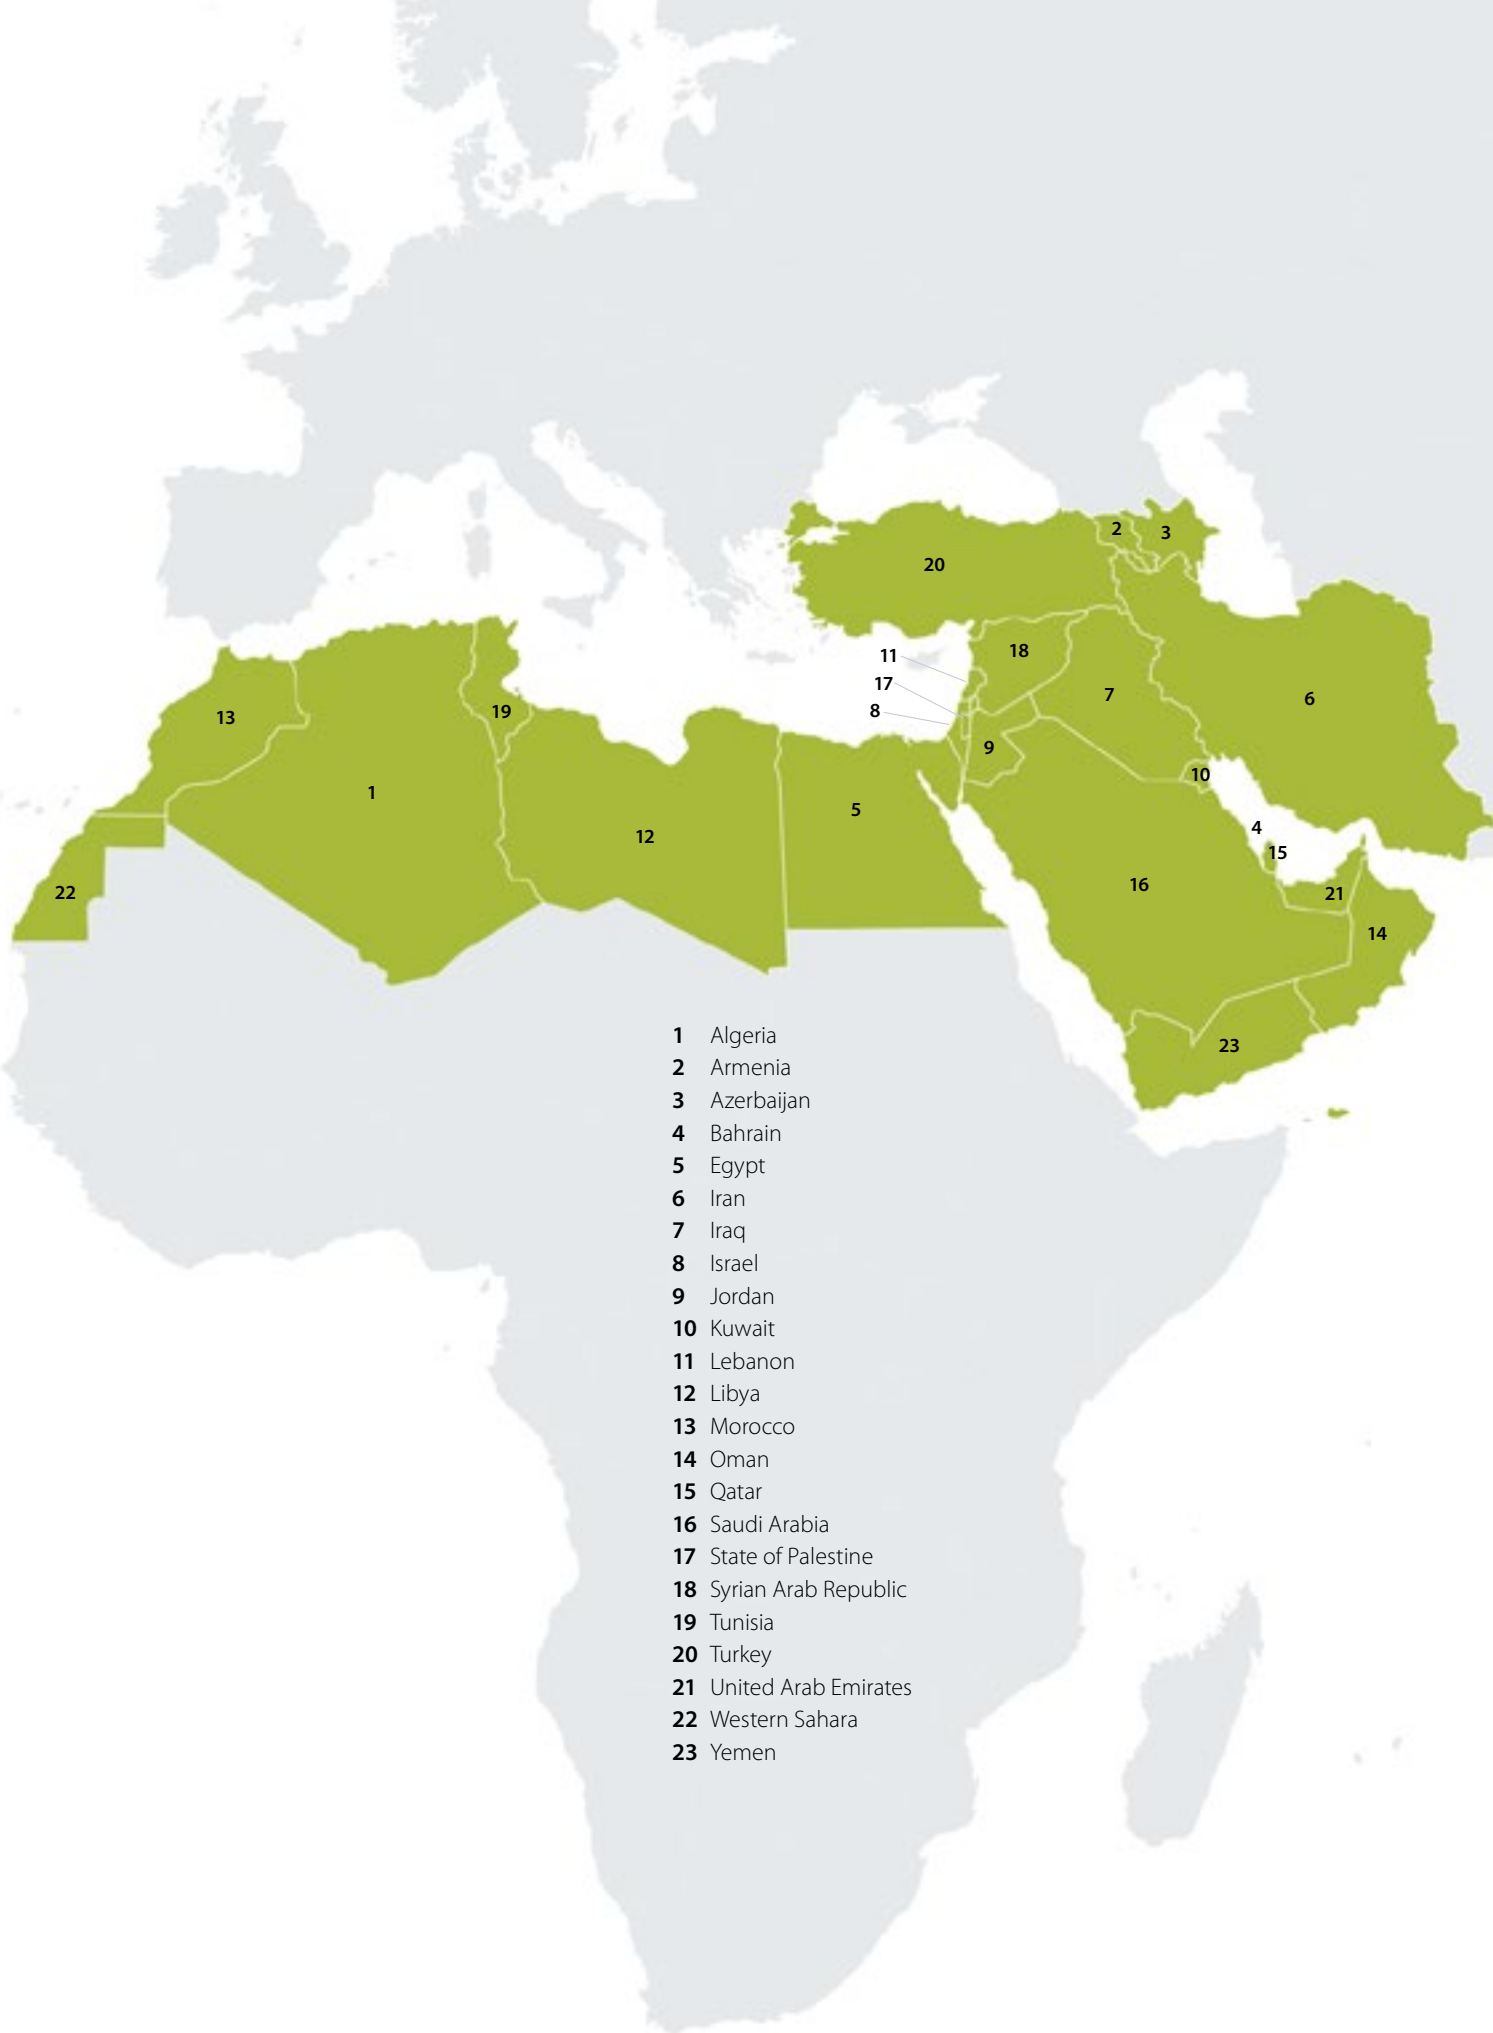 2
3
20
11
18
17
7
6
13
19
8
9
10
1
5
4
12
15
16
22
21
14
23
1 Algeria
2 Armenia
3 Azerbaijan
4 Bahrain
5 Egypt
6 Iran
7 Iraq
8 Israel
9 Jordan
10 Kuwait
11 Lebanon
12 Libya
13 Morocco
14 Oman
15 Qatar
16 Saudi Arabia
17 State of Palestine
18 Syrian Arab Republic
19 Tunisia
20 Turkey
21 United Arab Emirates
22 Western Sahara
23 Yemen